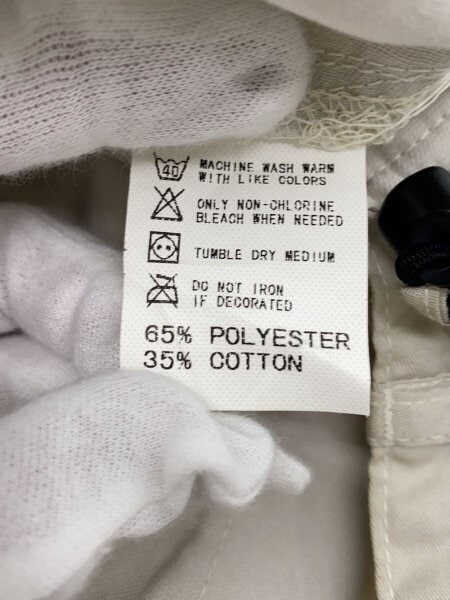 40
MACHINE WASH WARM
WITH LIKE COLORS
ONLY NON-CHLORINE
BLEACH WHEN NEEDED
TUMBLE DRY MEDIUM
DO NOT IRON
IF DECORATED
65% POLYESTER
35% COTTON